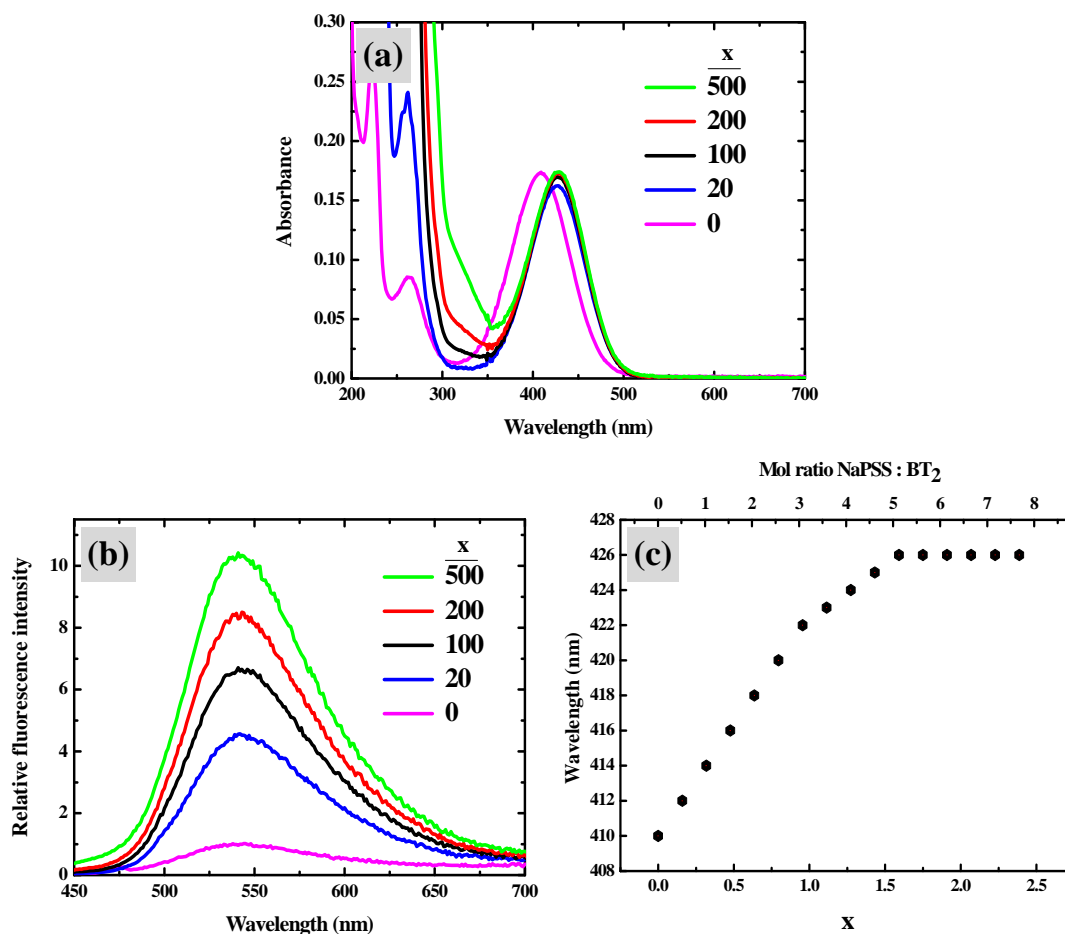 (a)
0.30
0.25
0.20
0.15
0.10
0.05
0.00
Absorbance
x
500
200
100
20
0
200 300 400 500 600 700
Wavelength (nm)
(b)
10
8
6
4
2
0
Relative fluorescence intensity
x
500
200
100
20
0
450 500 550 600 650 700
Wavelength (nm)
Mol ratio NaPSS : BT2
0 1 2 3 4 5 6 7 8
(c)
428
426
424
422
420
418
416
414
412
410
408
Wavelength (nm)
0.0 0.5 1.0 1.5 2.0 2.5
x